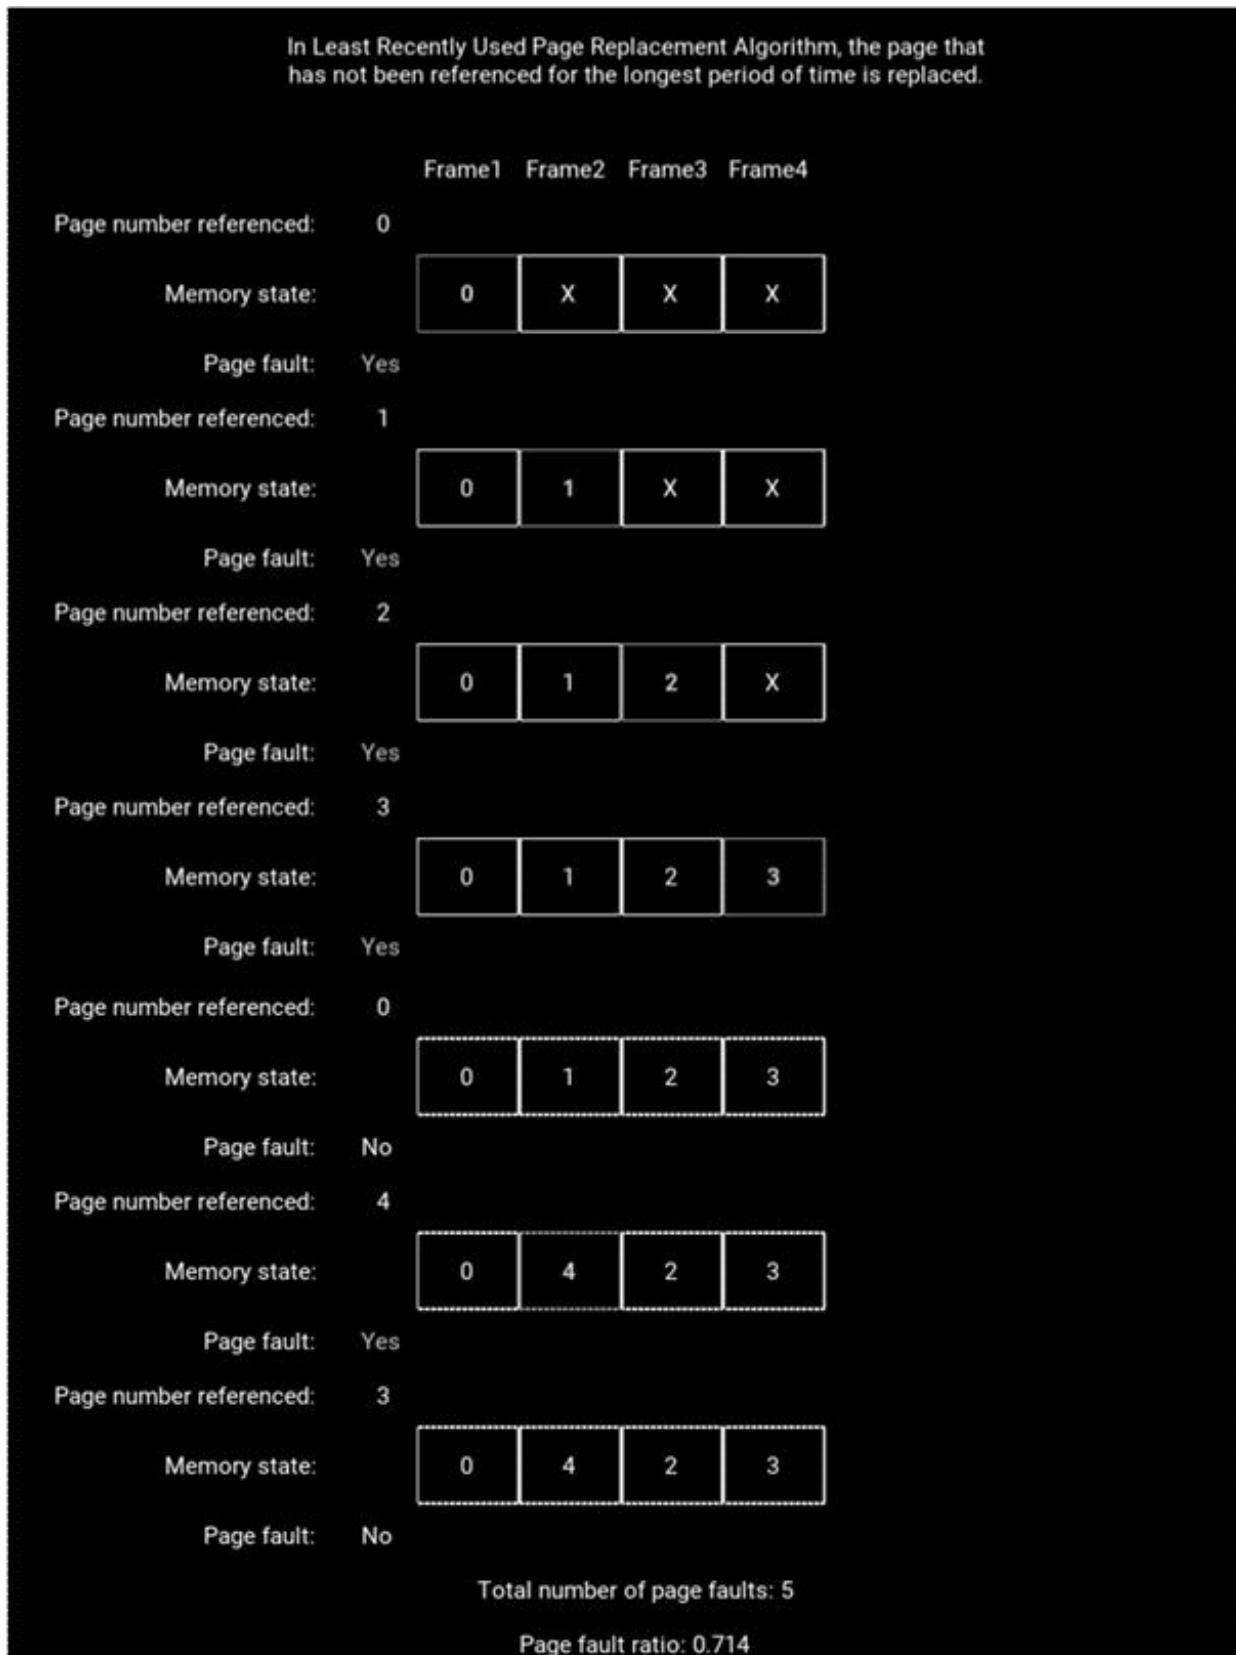 In Least Recently Used Page Replacement Algorithm, the page that
has not been referenced for the longest period of time is replaced.
Frame1 Frame2 Frame3 Frame4
Page number referenced: 0
Memory state: 0 X X X
Page fault: Yes
Page number referenced: 1
Memory state: 0 1 X X
Page fault: Yes
Page number referenced: 2
Memory state: 0 1 2 X
Page fault: Yes
Page number referenced: 3
Memory state: 0 1 2 3
Page fault: Yes
Page number referenced: 0
Memory state: 0 1 2 3
Page fault: No
Page number referenced: 4
Memory state: 0 4 2 3
Page fault: Yes
Page number referenced: 3
Memory state: 0 4 2 3
Page fault: No
Total number of page faults: 5
Page fault ratio: 0.714